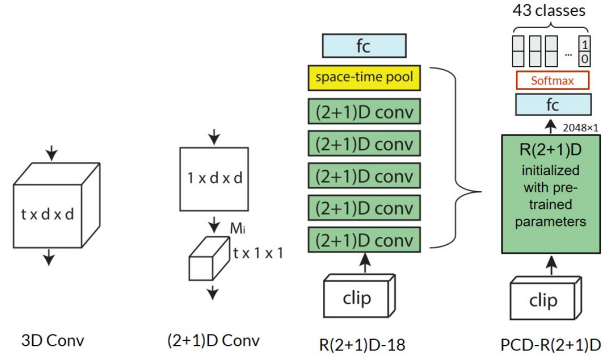 t x d x d
3D Conv
1 x d x d
Mi
t x 1 x 1
(2+1)D Conv
fc
space-time pool
(2+1)D conv
(2+1)D conv
(2+1)D conv
(2+1)D conv
(2+1)D conv
clip
R(2+1)D-18
43 classes
...
1
0
Softmax
fc
2048×1
R(2+1)D
initialized
with pre-
trained
parameters
clip
PCD-R(2+1)D